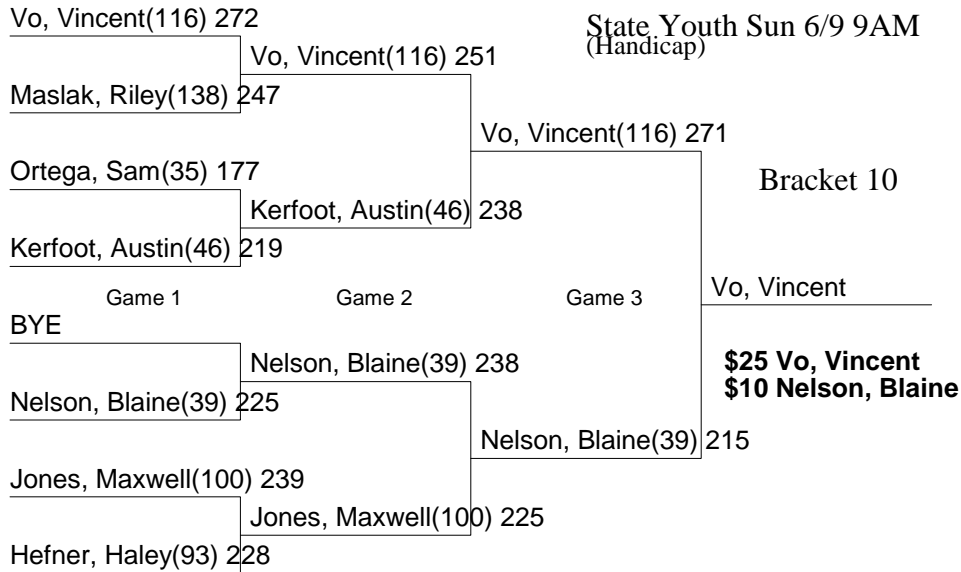 Vo, Vincent(116) 272
State Youth Sun 6/9 9AM
(Handicap)
Vo, Vincent(116) 251
Maslak, Riley(138) 247
Vo, Vincent(116) 271
Ortega, Sam(35) 177
Bracket 10
Kerfoot, Austin(46) 238
Kerfoot, Austin(46) 219
Game 1
Game 2
Game 3
Vo, Vincent
BYE
Nelson, Blaine(39) 238
$25 Vo, Vincent
$10 Nelson, Blaine
Nelson, Blaine(39) 225
Nelson, Blaine(39) 215
Jones, Maxwell(100) 239
Jones, Maxwell(100) 225
Hefner, Haley(93) 228